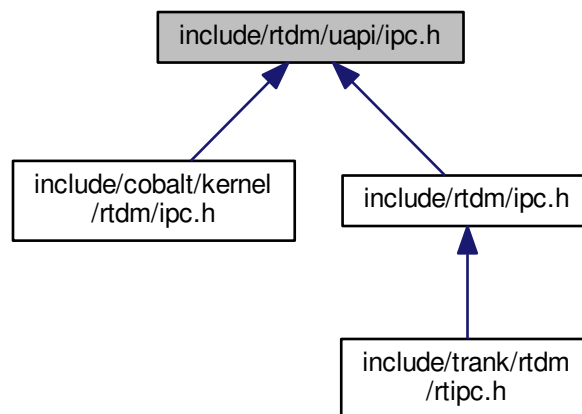 include/rtdm/uapi/ipc.h
include/cobalt/kernel
/rtdm/ipc.h
include/rtdm/ipc.h
include/trank/rtdm
/rtipc.h